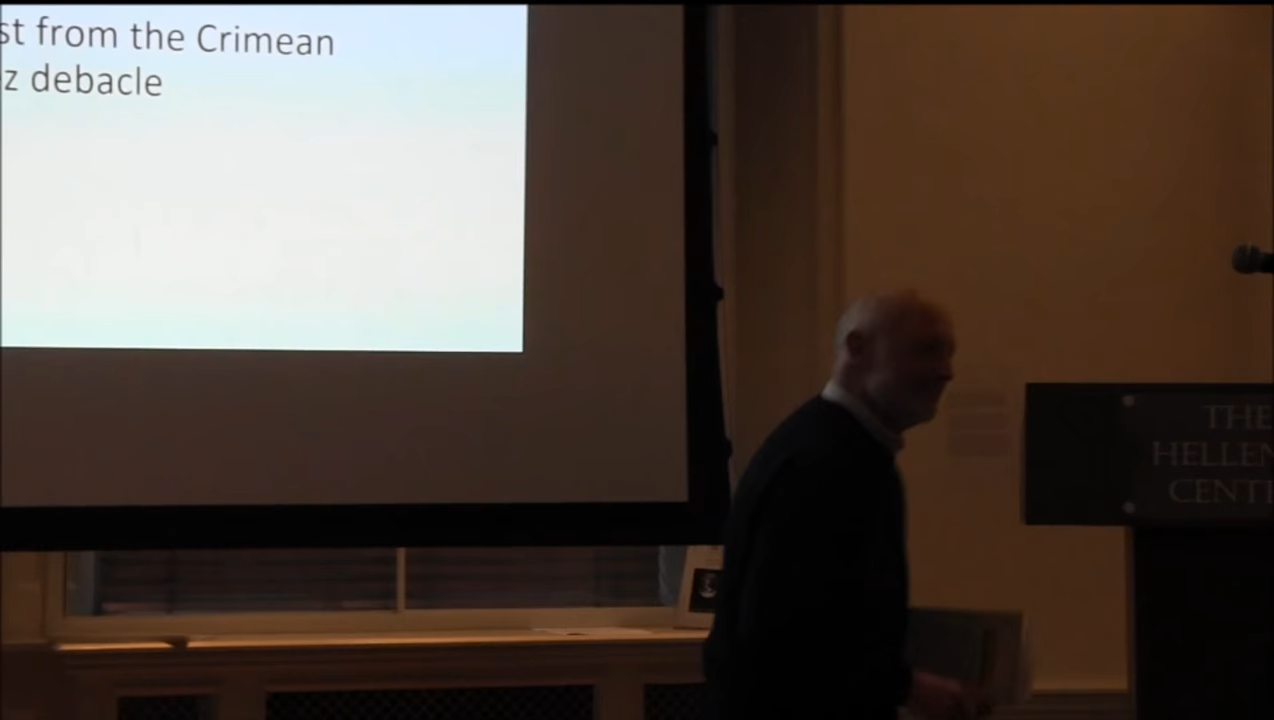 st from the Crimean
z debacle
THE
HELLEN
CENT